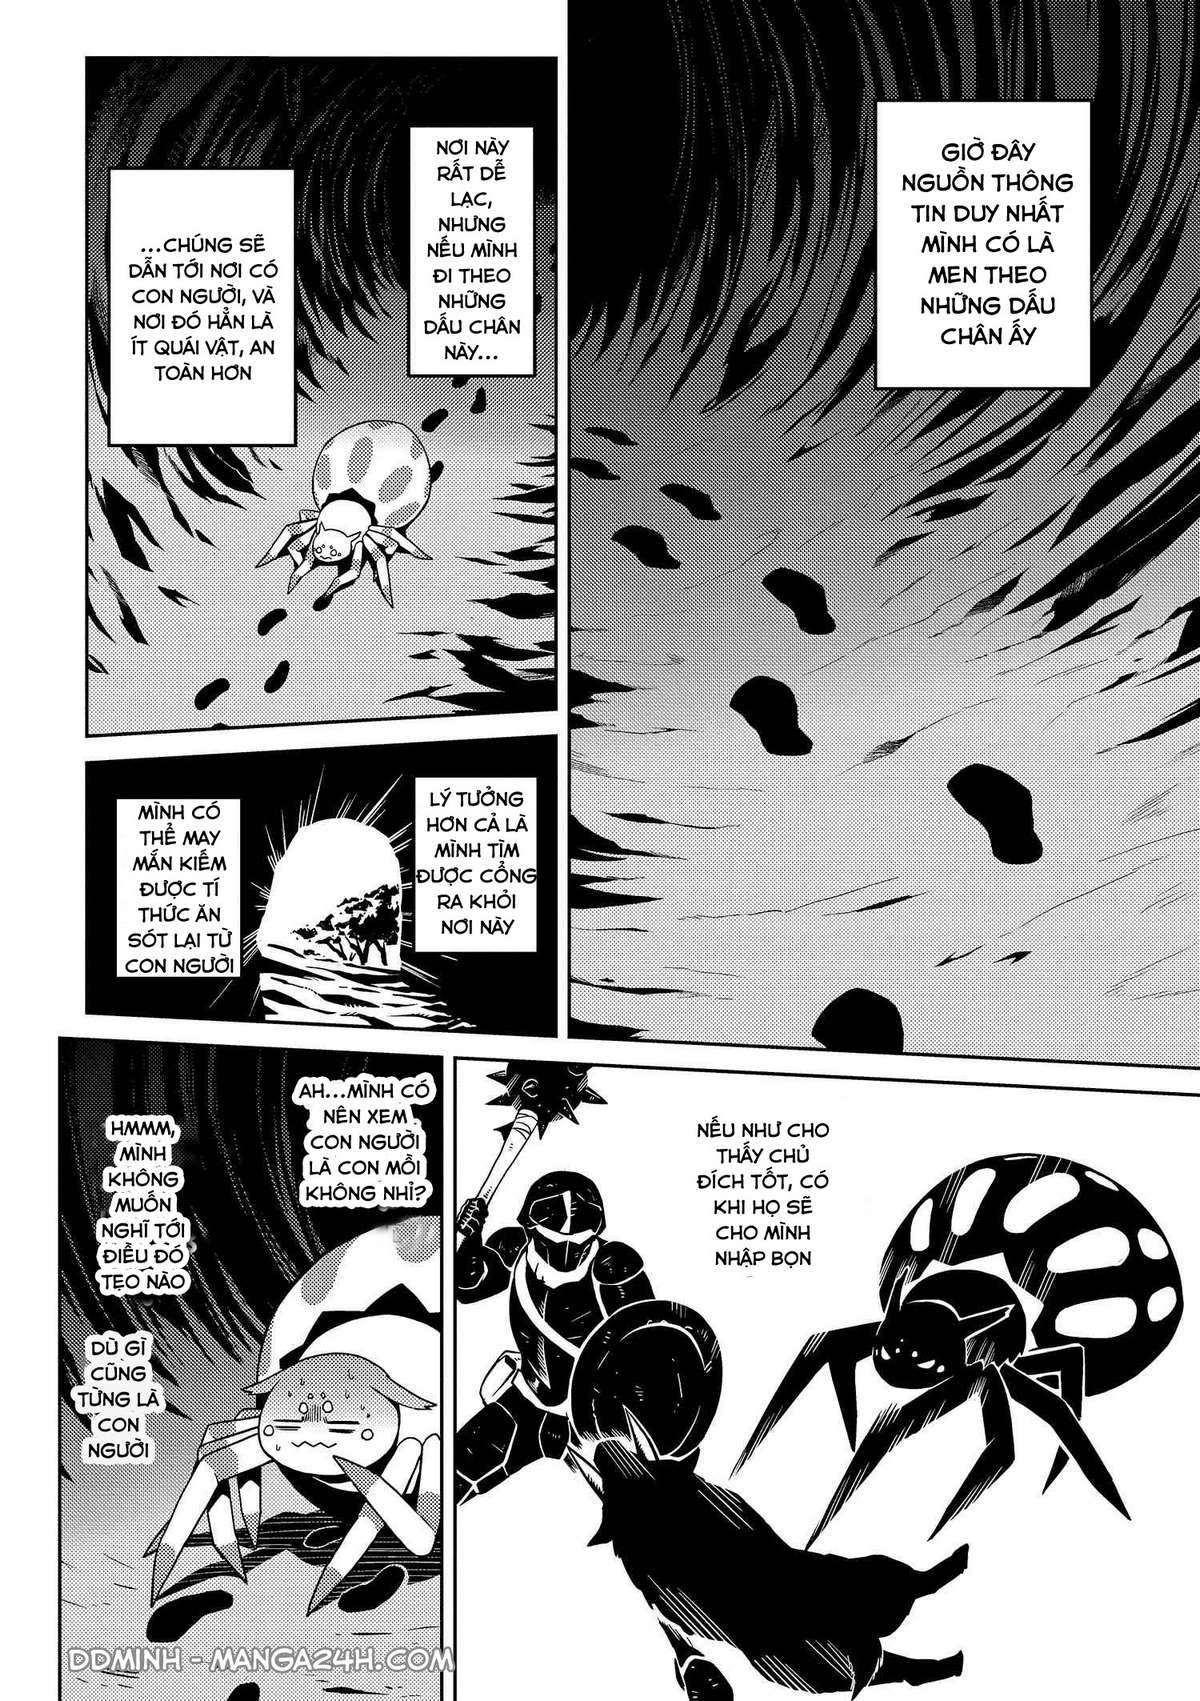 GIỜ ĐÂY
NGUỒN THÔNG
TIN DUY NHẤT
MÌNH CÓ LÀ
MEN THEO
NHỮNG DẤU
CHÂN ẤY
NƠI NÀY
RẤT DỄ
LẠC,
NHƯNG
NẾU MÌNH
ĐI THEO
NHỮNG
DẤU CHÂN
NÀY...
...CHÚNG SẼ
DẪN TỚI NƠI CÓ
CON NGƯỜI, VÀ
NƠI ĐÓ HẲN LÀ
ÍT QUÁI VẬT, AN
TOÀN HƠN
LÝ TƯỞNG
HƠN CẢ LÀ
MÌNH TÌM
ĐƯỢC CỔNG
RA KHỎI
NƠI NÀY
MÌNH CÓ
THỂ MAY
MẮN KIẾM
ĐƯỢC TÍ
THỨC ĂN
SÓT LẠI TỪ
CON NGƯỜI
NẾU NHƯ CHO
THẤY CHỦ
ĐÍCH TỐT, CÓ
KHI HỌ SẼ
CHO MÌNH
NHẬP BỌN
AH...MÌNH CÓ
NÊN XEM
CON NGƯỜI
LÀ CON MỒI
KHÔNG NHỈ?
HMMM,
MÌNH
KHÔNG
MUỐN
NGHĨ TỚI
ĐIỀU ĐÓ
TẸO NÀO
DÙ GÌ
CŨNG
TỪNG LÀ
CON
NGƯỜI
DDMINH - MANGA24H.COM